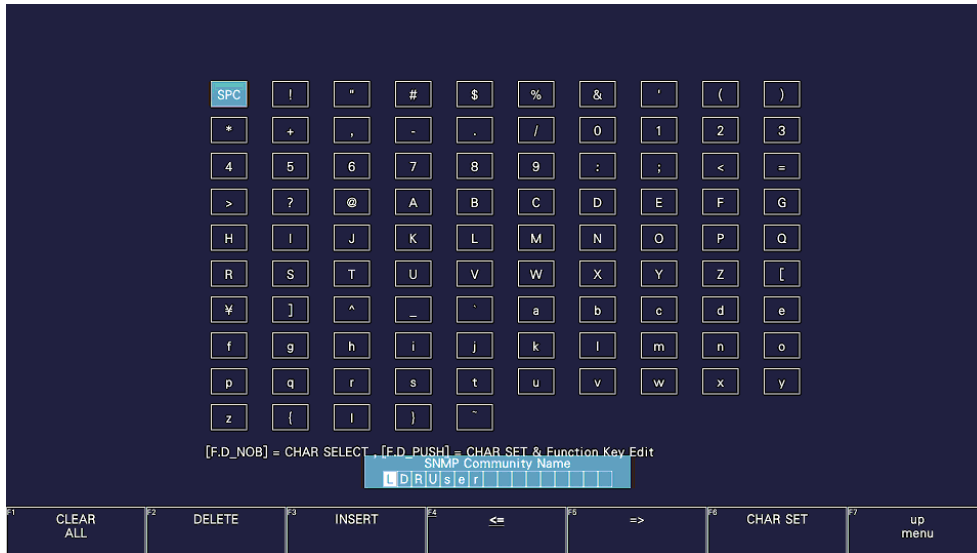 SPC ! " # $ % & ' ( )
* + , - . / 0 1 2 3
4 5 6 7 8 9 : ; < =
> ? @ A B C D E F G
H I J K L M N O P Q
R S T U V W X Y Z [
¥ ] ^ _ ` a b c d e
f g h i j k l m n o
p q r s t u v w x y
z { | } ~
[F.D_NOB] = CHAR SELECT , [F.D_PUSH] = CHAR SET & Function Key Edit
SNMP Community Name
LDRUser
F1 CLEAR ALL F2 DELETE F3 INSERT F4 <= F5 => F6 CHAR SET F7 up menu